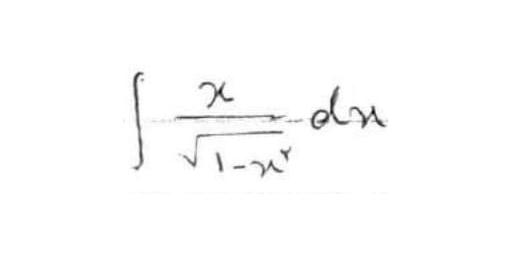 ∫ x / √(1-x²) dx